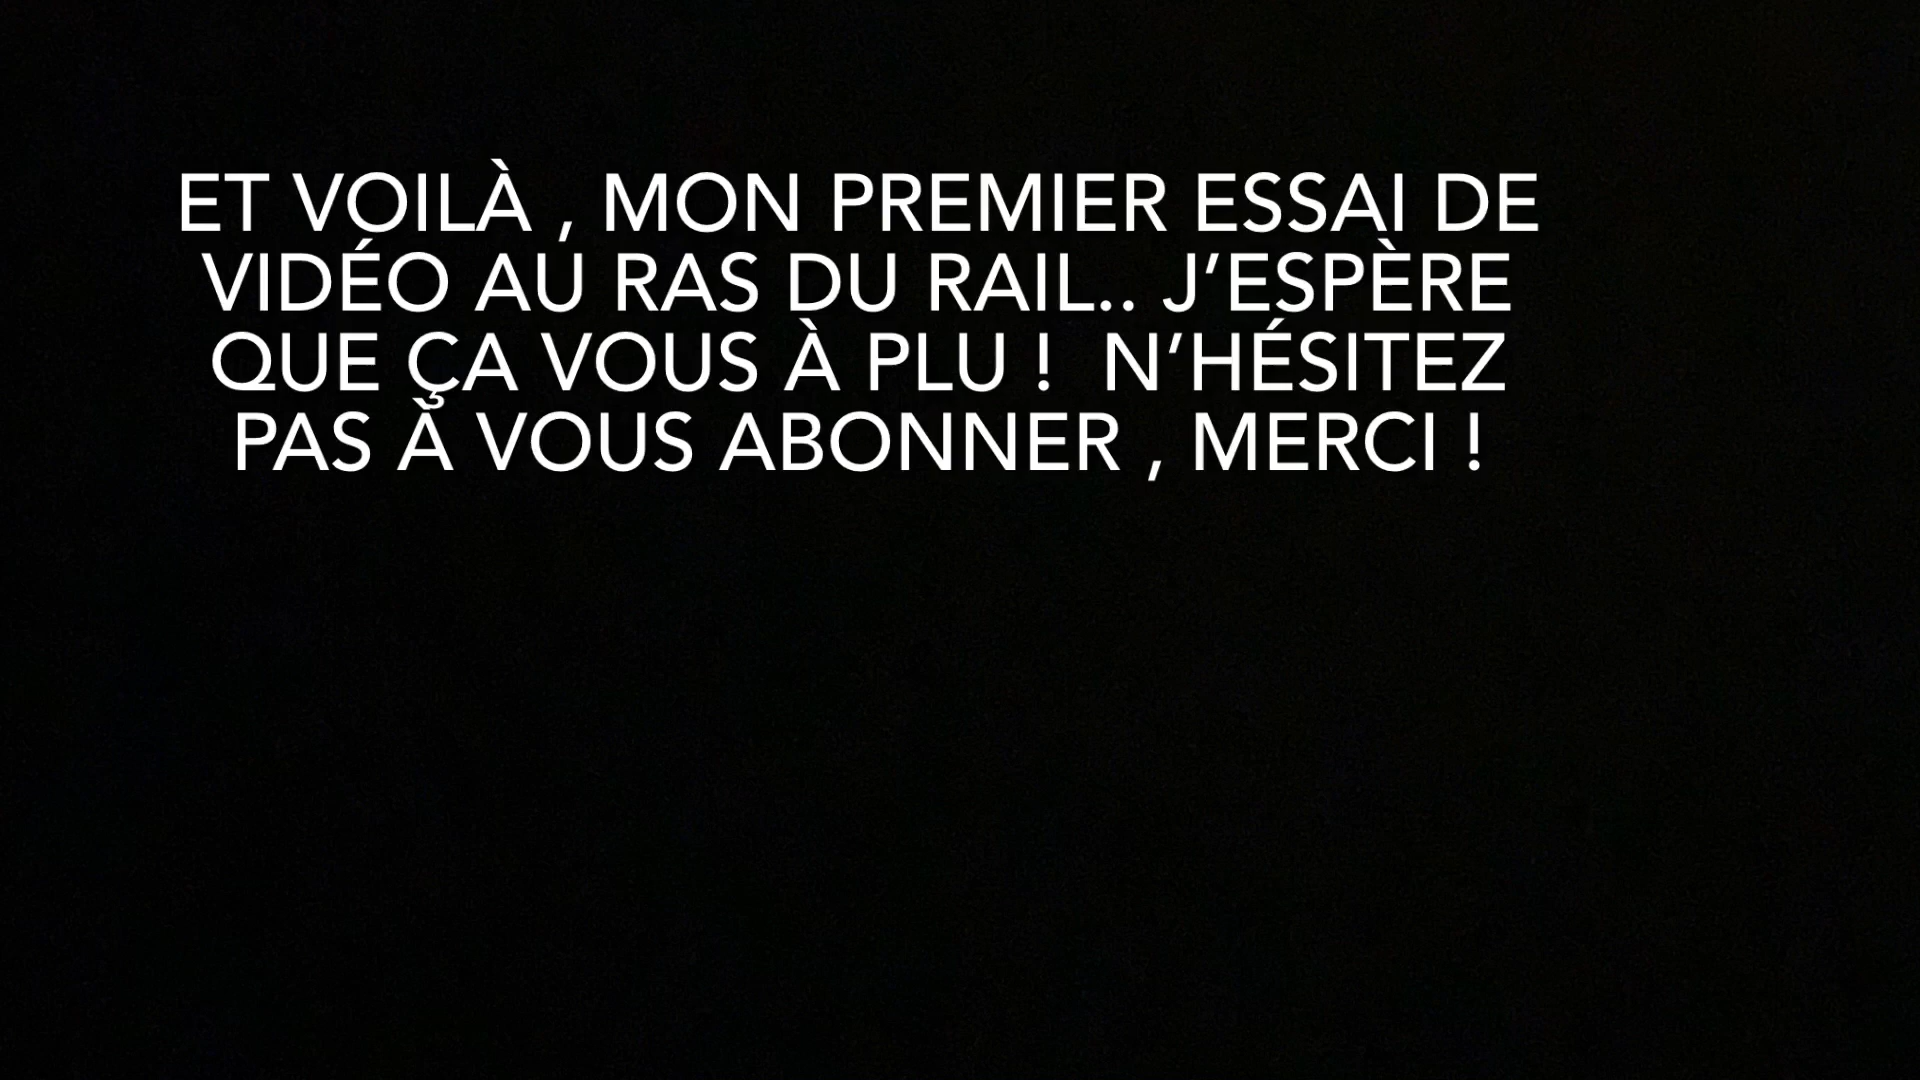 ET VOILÀ , MON PREMIER ESSAI DE
VIDÉO AU RAS DU RAIL.. J’ESPÈRE
QUE ÇA VOUS À PLU !  N’HÉSITEZ
PAS À VOUS ABONNER , MERCI !